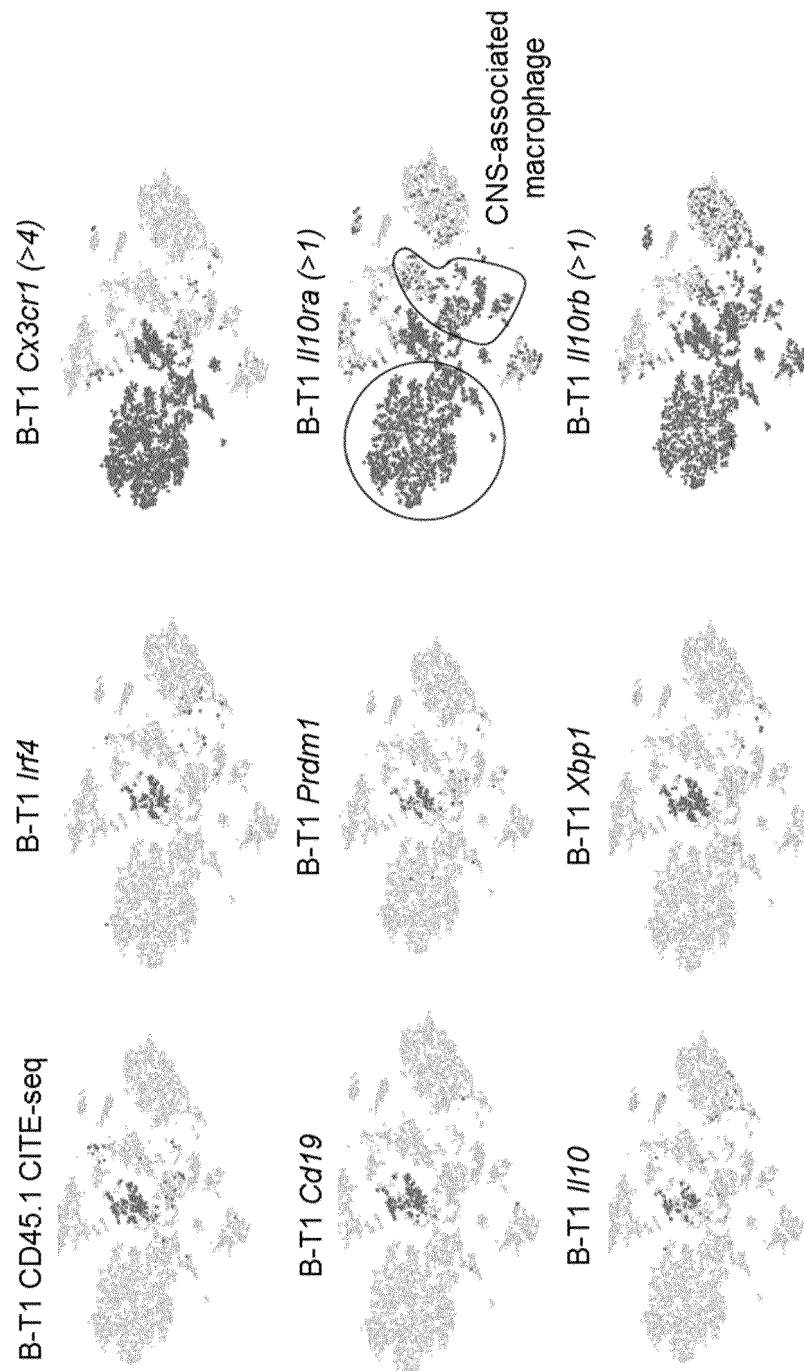 B-T1 CD45.1 CITE-seq
B-T1 Irf4
B-T1 Cx3cr1 (>4)
B-T1 Cd19
B-T1 Prdm1
B-T1 Il10ra (>1)
CNS-associated
macrophage
B-T1 Il10
B-T1 Xbp1
B-T1 Il10rb (>1)